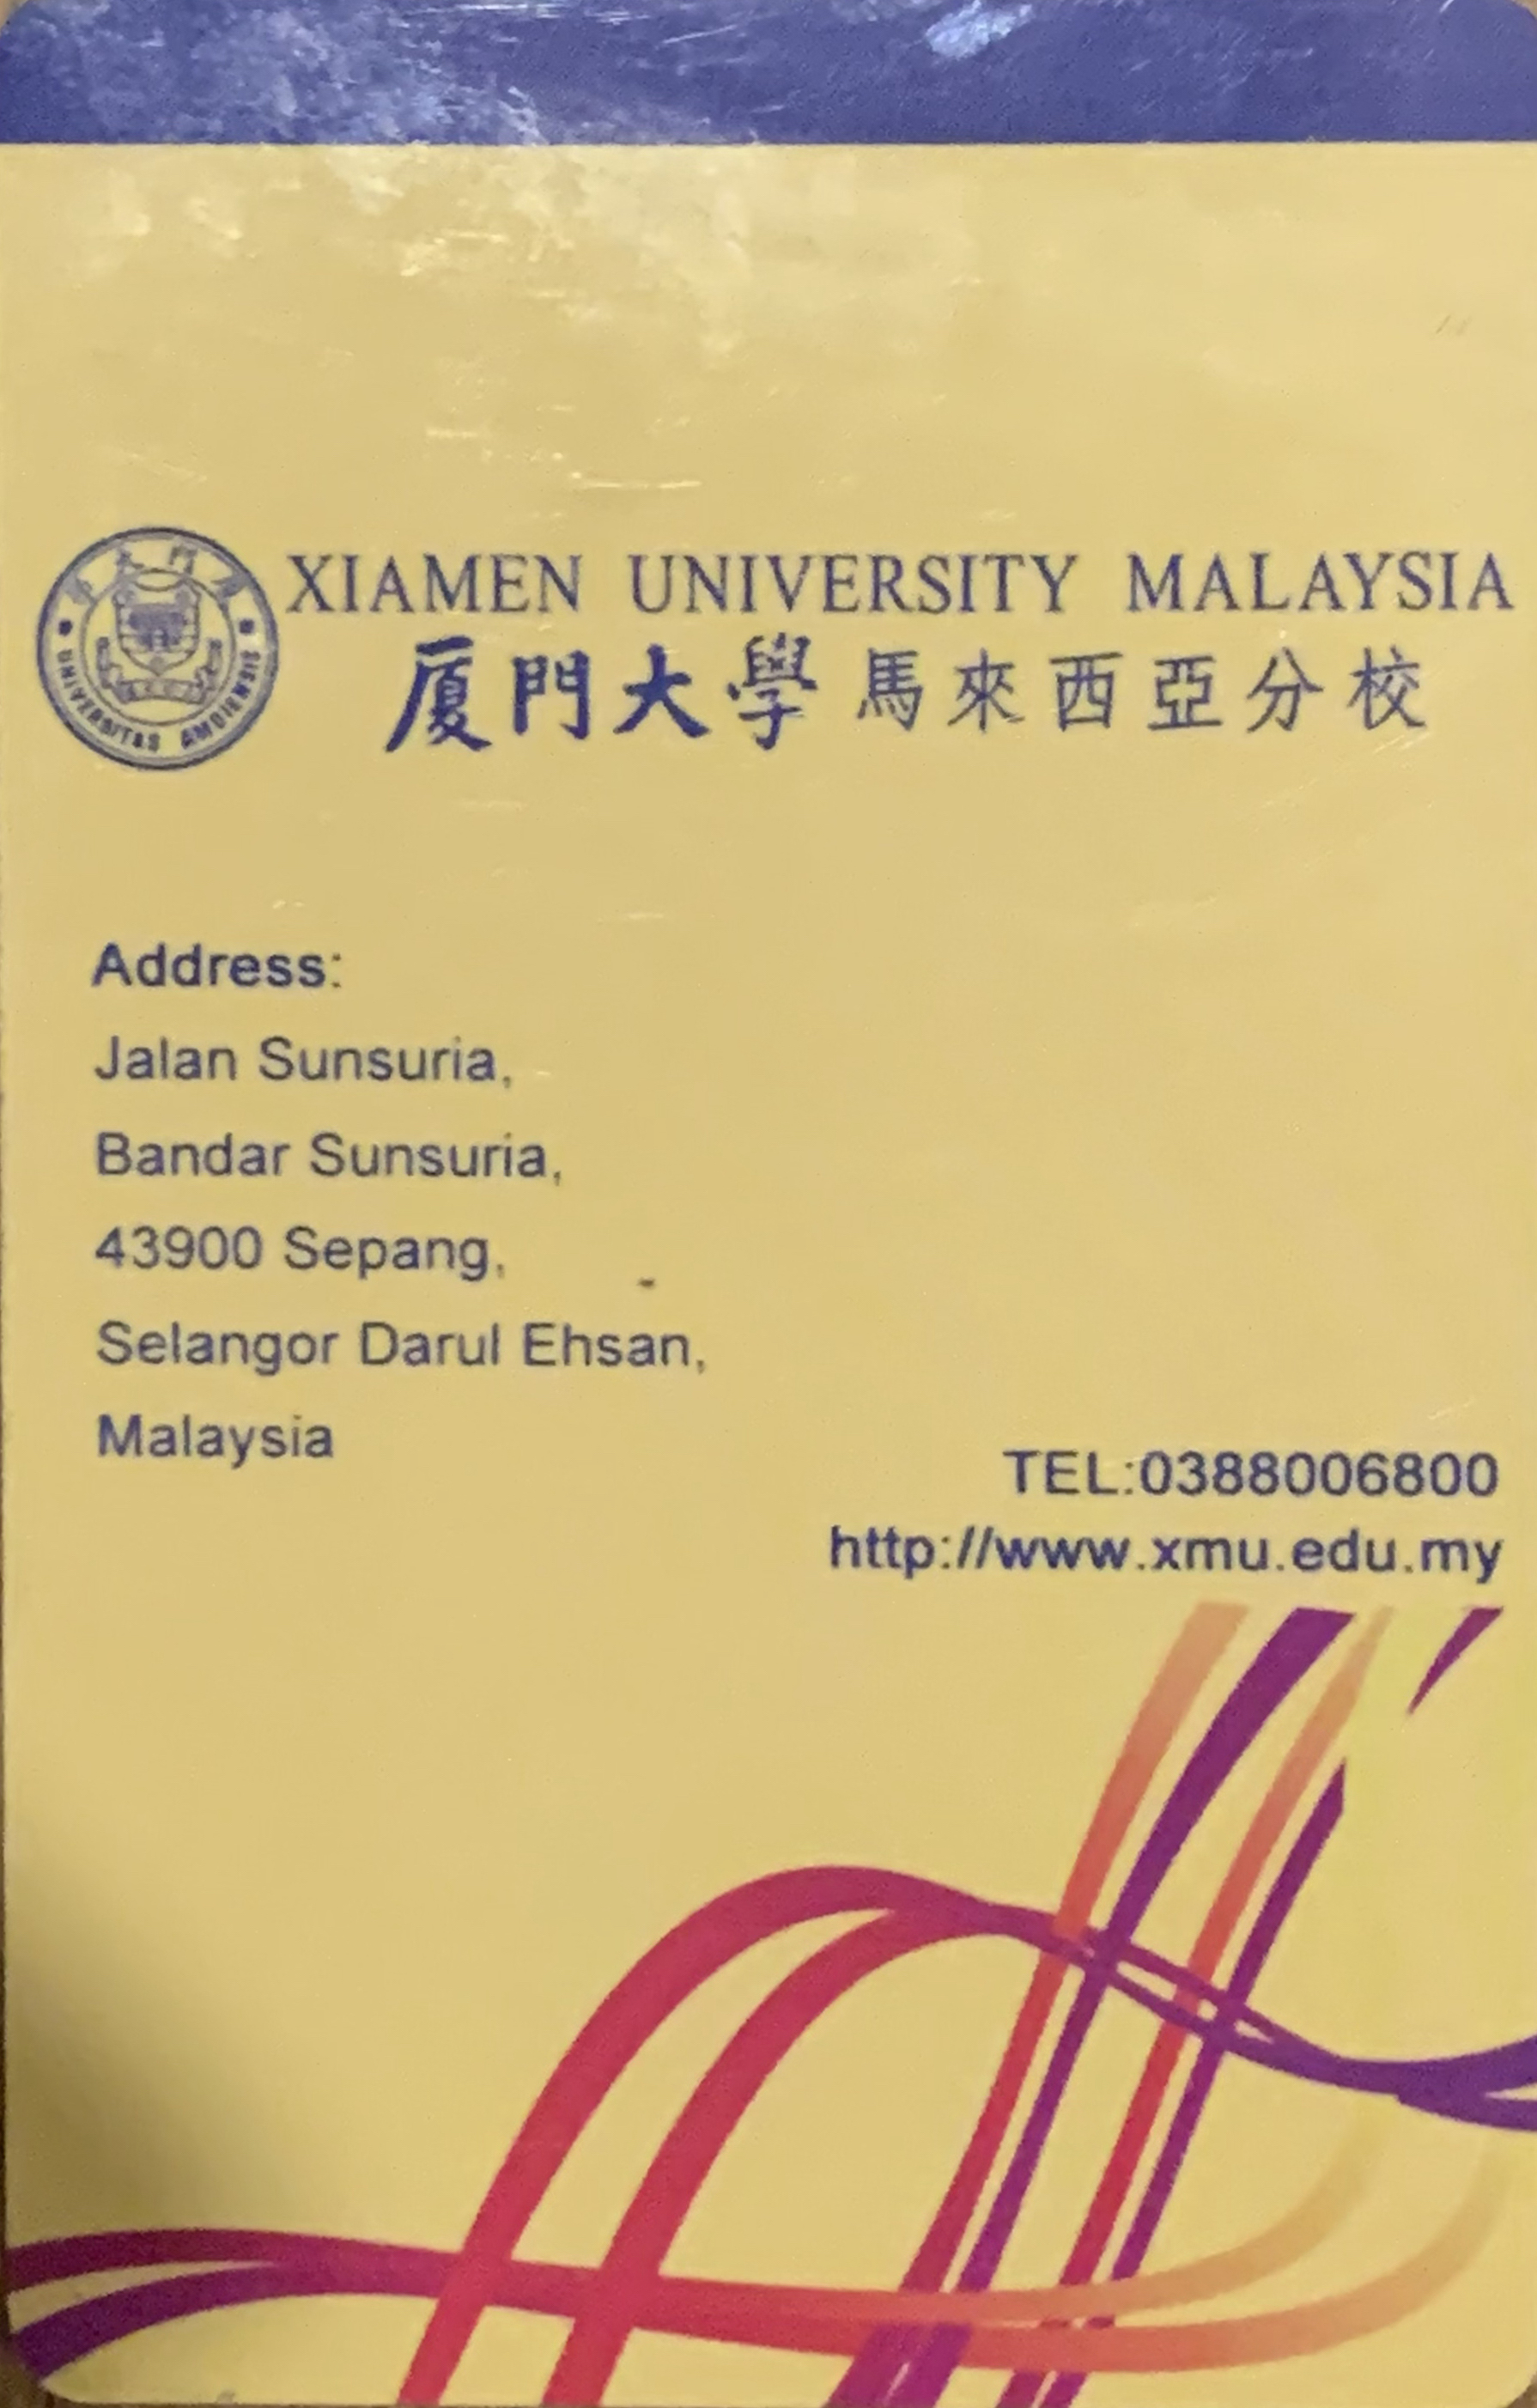 XIAMEN UNIVERSITY MALAYSIA
廈門大學 馬來西亞分校
UNIVERSITAS AMOIENSIS
Address:
Jalan Sunsuria,
Bandar Sunsuria,
43900 Sepang,
Selangor Darul Ehsan,
Malaysia
TEL:0388006800
http://www.xmu.edu.my